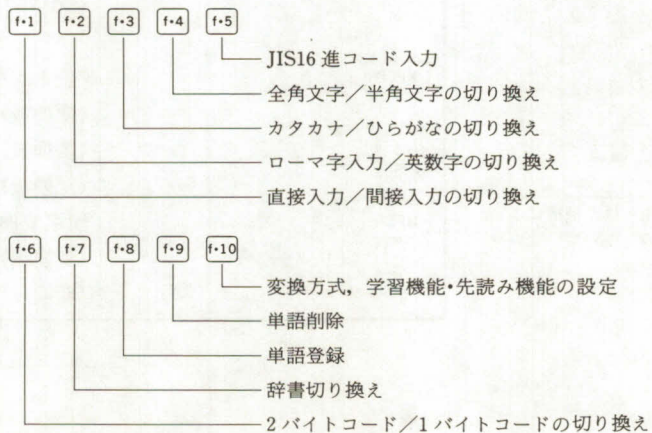 f･1 f･2 f･3 f･4 f･5
JIS16進コード入力
全角文字／半角文字の切り換え
カタカナ／ひらがなの切り換え
ローマ字入力／英数字の切り換え
直接入力／間接入力の切り換え
f･6 f･7 f･8 f･9 f･10
変換方式，学習機能･先読み機能の設定
単語削除
単語登録
辞書切り換え
2バイトコード／1バイトコードの切り換え